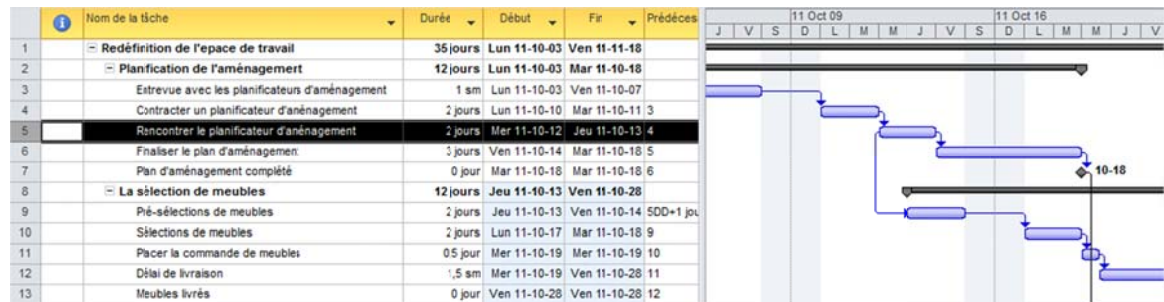 Nom de la tâche Durée Début Fin Prédéces 11 Oct 09 11 Oct 16
J V S D L M M J V S D L M M J V
1 Redéfinition de l'epace de travail 35 jours Lun 11-10-03 Ven 11-11-18
2 Planfication de l'aménagement 12 jours Lun 11-10-03 Mar 11-10-18
3 Entrevue avec les planificateurs d'aménagement 1 sm Lun 11-10-03 Ven 11-10-07
4 Contracter un planificateur d'aménagement 2 jours Lun 11-10-10 Mar 11-10-11 3
5 Rencontrer le planificateur d'aménagement 2 jours Mer 11-10-12 Jeu 11-10-13 4
6 Finaliser le plan d'aménagement 3 jours Ven 11-10-14 Mar 11-10-18 5
7 Plan d'aménagement complété 0 jour Mar 11-10-18 Mar 11-10-18 6 10-18
8 La sélection de meubles 12 jours Jeu 11-10-13 Ven 11-10-28
9 Pré-sélections de meubles 2 jours Jeu 11-10-13 Ven 11-10-14 5DD+1 jou
10 Sélections de meubles 2 jours Lun 11-10-17 Mar 11-10-18 9
11 Placer la commande de meubles 0,5 jour Mer 11-10-19 Mer 11-10-19 10
12 Délai de livraison 1,5 sm Mer 11-10-19 Ven 11-10-28 11
13 Meubles livrés 0 jour Ven 11-10-28 Ven 11-10-28 12